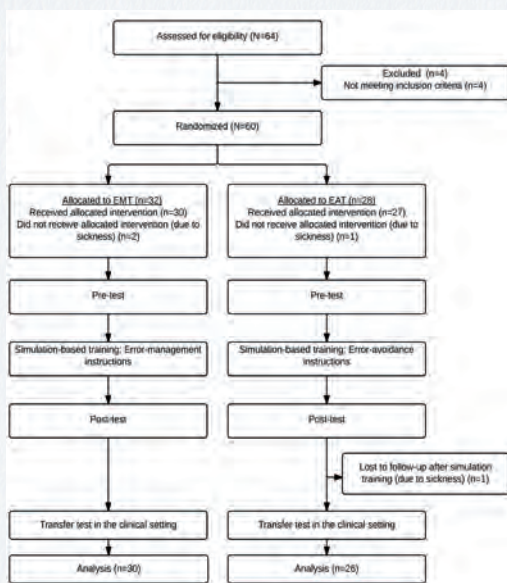 Assessed for eligibility (N=64)
Excluded (n=4)
Not meeting inclusion criteria (n=4)
Randomized (N=60)
Allocated to EMT (n=32)
Received allocated intervention (n=30)
Did not receive allocated intervention (due to
sickness) (n=2)
Allocated to EAT (n=28)
Received allocated intervention (n=27)
Did not receive allocated intervention (due to
sickness) (n=1)
Pre-test
Pre-test
Simulation-based training: Error-management
instructions
Simulation-based training: Error-avoidance
instructions
Post-test
Post-test
Lost to follow-up after simulation
training (due to sickness) (n=1)
Transfer test in the clinical setting
Transfer test in the clinical setting
Analysis (n=30)
Analysis (n=26)